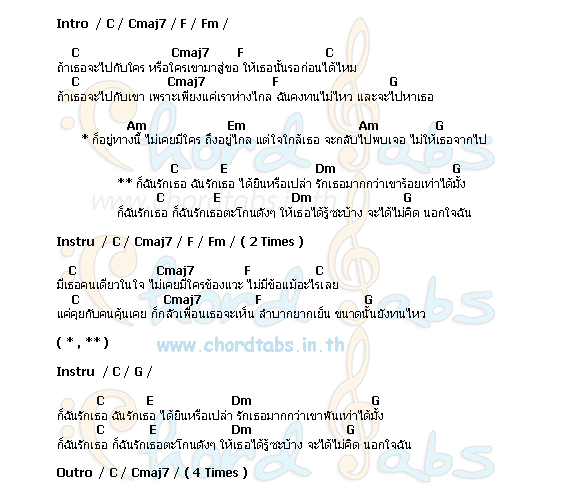 Intro / C / Cmaj7 / F / Fm /
C Cmaj7 F C
ถ้าเธอจะไปกับใคร หรือใครเขามาสู่ขอ ให้เธอนั้นรอก่อนได้ไหม
C Cmaj7 F G
ถ้าเธอจะไปกับเขา เพราะเพียงแค่เราห่างไกล ฉันคงทนไม่ไหว และจะไปหาเธอ
Am Em Am G
* ก็อยู่ทางนี้ ไม่เคยมีใคร ถึงอยู่ไกล แต่ใจใกล้เธอ จะกลับไปพบเจอ ไม่ให้เธอจากไป
C E Dm G
** ก็ฉันรักเธอ ฉันรักเธอ ได้ยินหรือเปล่า รักเธอมากกว่าเขาร้อยเท่าได้มั้ง
C E Dm G
ก็ฉันรักเธอ ก็ฉันรักเธอตะโกนดังๆ ให้เธอได้รู้ซะบ้าง จะได้ไม่คิด นอกใจฉัน
Instru / C / Cmaj7 / F / Fm / ( 2 Times )
C Cmaj7 F C
มีเธอคนเดียวในใจ ไม่เคยมีใครข้องแวะ ไม่มีข้อแม้อะไรเลย
C Cmaj7 F G
แค่คุยกับคนคุ้นเคย ก็กลัวเพื่อนเธอจะเห็น ลำบากยากเย็น ขนาดนั้นยังทนไหว
( * , ** )
www.chordtabs.in.th
Instru / C / G /
C E Dm G
ก็ฉันรักเธอ ฉันรักเธอ ได้ยินหรือเปล่า รักเธอมากกว่าเขาพันเท่าได้มั้ง
C E Dm G
ก็ฉันรักเธอ ก็ฉันรักเธอตะโกนดังๆ ให้เธอได้รู้ซะบ้าง จะได้ไม่คิด นอกใจฉัน
Outro / C / Cmaj7 / ( 4 Times )